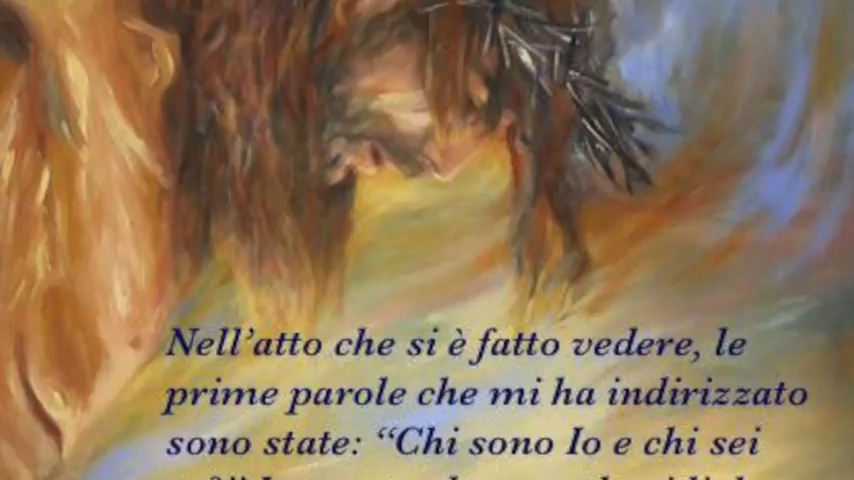 Nell’atto che si è fatto vedere, le
prime parole che mi ha indirizzato
sono state: “Chi sono Io e chi sei